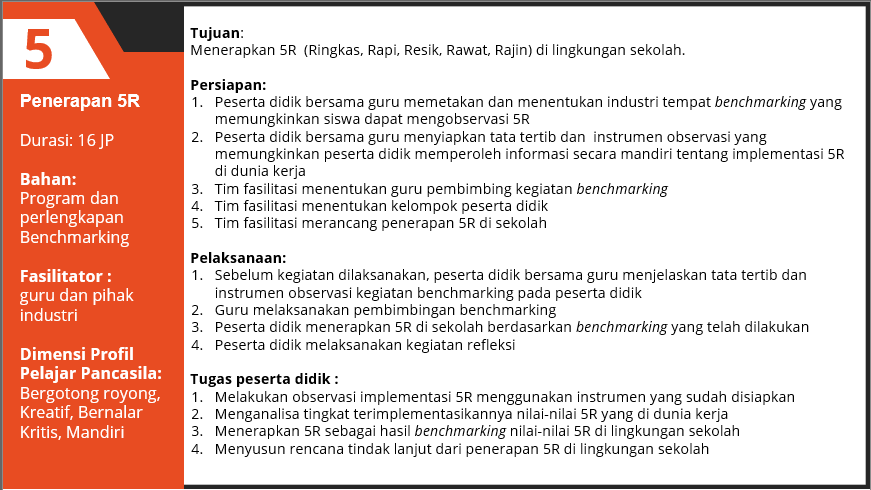 5
Penerapan 5R
Durasi: 16 JP
Bahan:
Program dan
perlengkapan
Benchmarking
Fasilitator :
guru dan pihak
industri
Dimensi Profil
Pelajar Pancasila:
Bergotong royong,
Kreatif, Bernalar
Kritis, Mandiri
Tujuan:
Menerapkan 5R  (Ringkas, Rapi, Resik, Rawat, Rajin) di lingkungan sekolah.
Persiapan:
1. Peserta didik bersama guru memetakan dan menentukan industri tempat benchmarking yang
memungkinkan siswa dapat mengobservasi 5R
2. Peserta didik bersama guru menyiapkan tata tertib dan  instrumen observasi yang
memungkinkan peserta didik memperoleh informasi secara mandiri tentang implementasi 5R
di dunia kerja
3. Tim fasilitasi menentukan guru pembimbing kegiatan benchmarking
4. Tim fasilitasi menentukan kelompok peserta didik
5. Tim fasilitasi merancang penerapan 5R di sekolah
Pelaksanaan:
1. Sebelum kegiatan dilaksanakan, peserta didik bersama guru menjelaskan tata tertib dan
instrumen observasi kegiatan benchmarking pada peserta didik
2. Guru melaksanakan pembimbingan benchmarking
3. Peserta didik menerapkan 5R di sekolah berdasarkan benchmarking yang telah dilakukan
4. Peserta didik melaksanakan kegiatan refleksi
Tugas peserta didik :
1. Melakukan observasi implementasi 5R menggunakan instrumen yang sudah disiapkan
2. Menganalisa tingkat terimplementasikannya nilai-nilai 5R yang di dunia kerja
3. Menerapkan 5R sebagai hasil benchmarking nilai-nilai 5R di lingkungan sekolah
4. Menyusun rencana tindak lanjut dari penerapan 5R di lingkungan sekolah